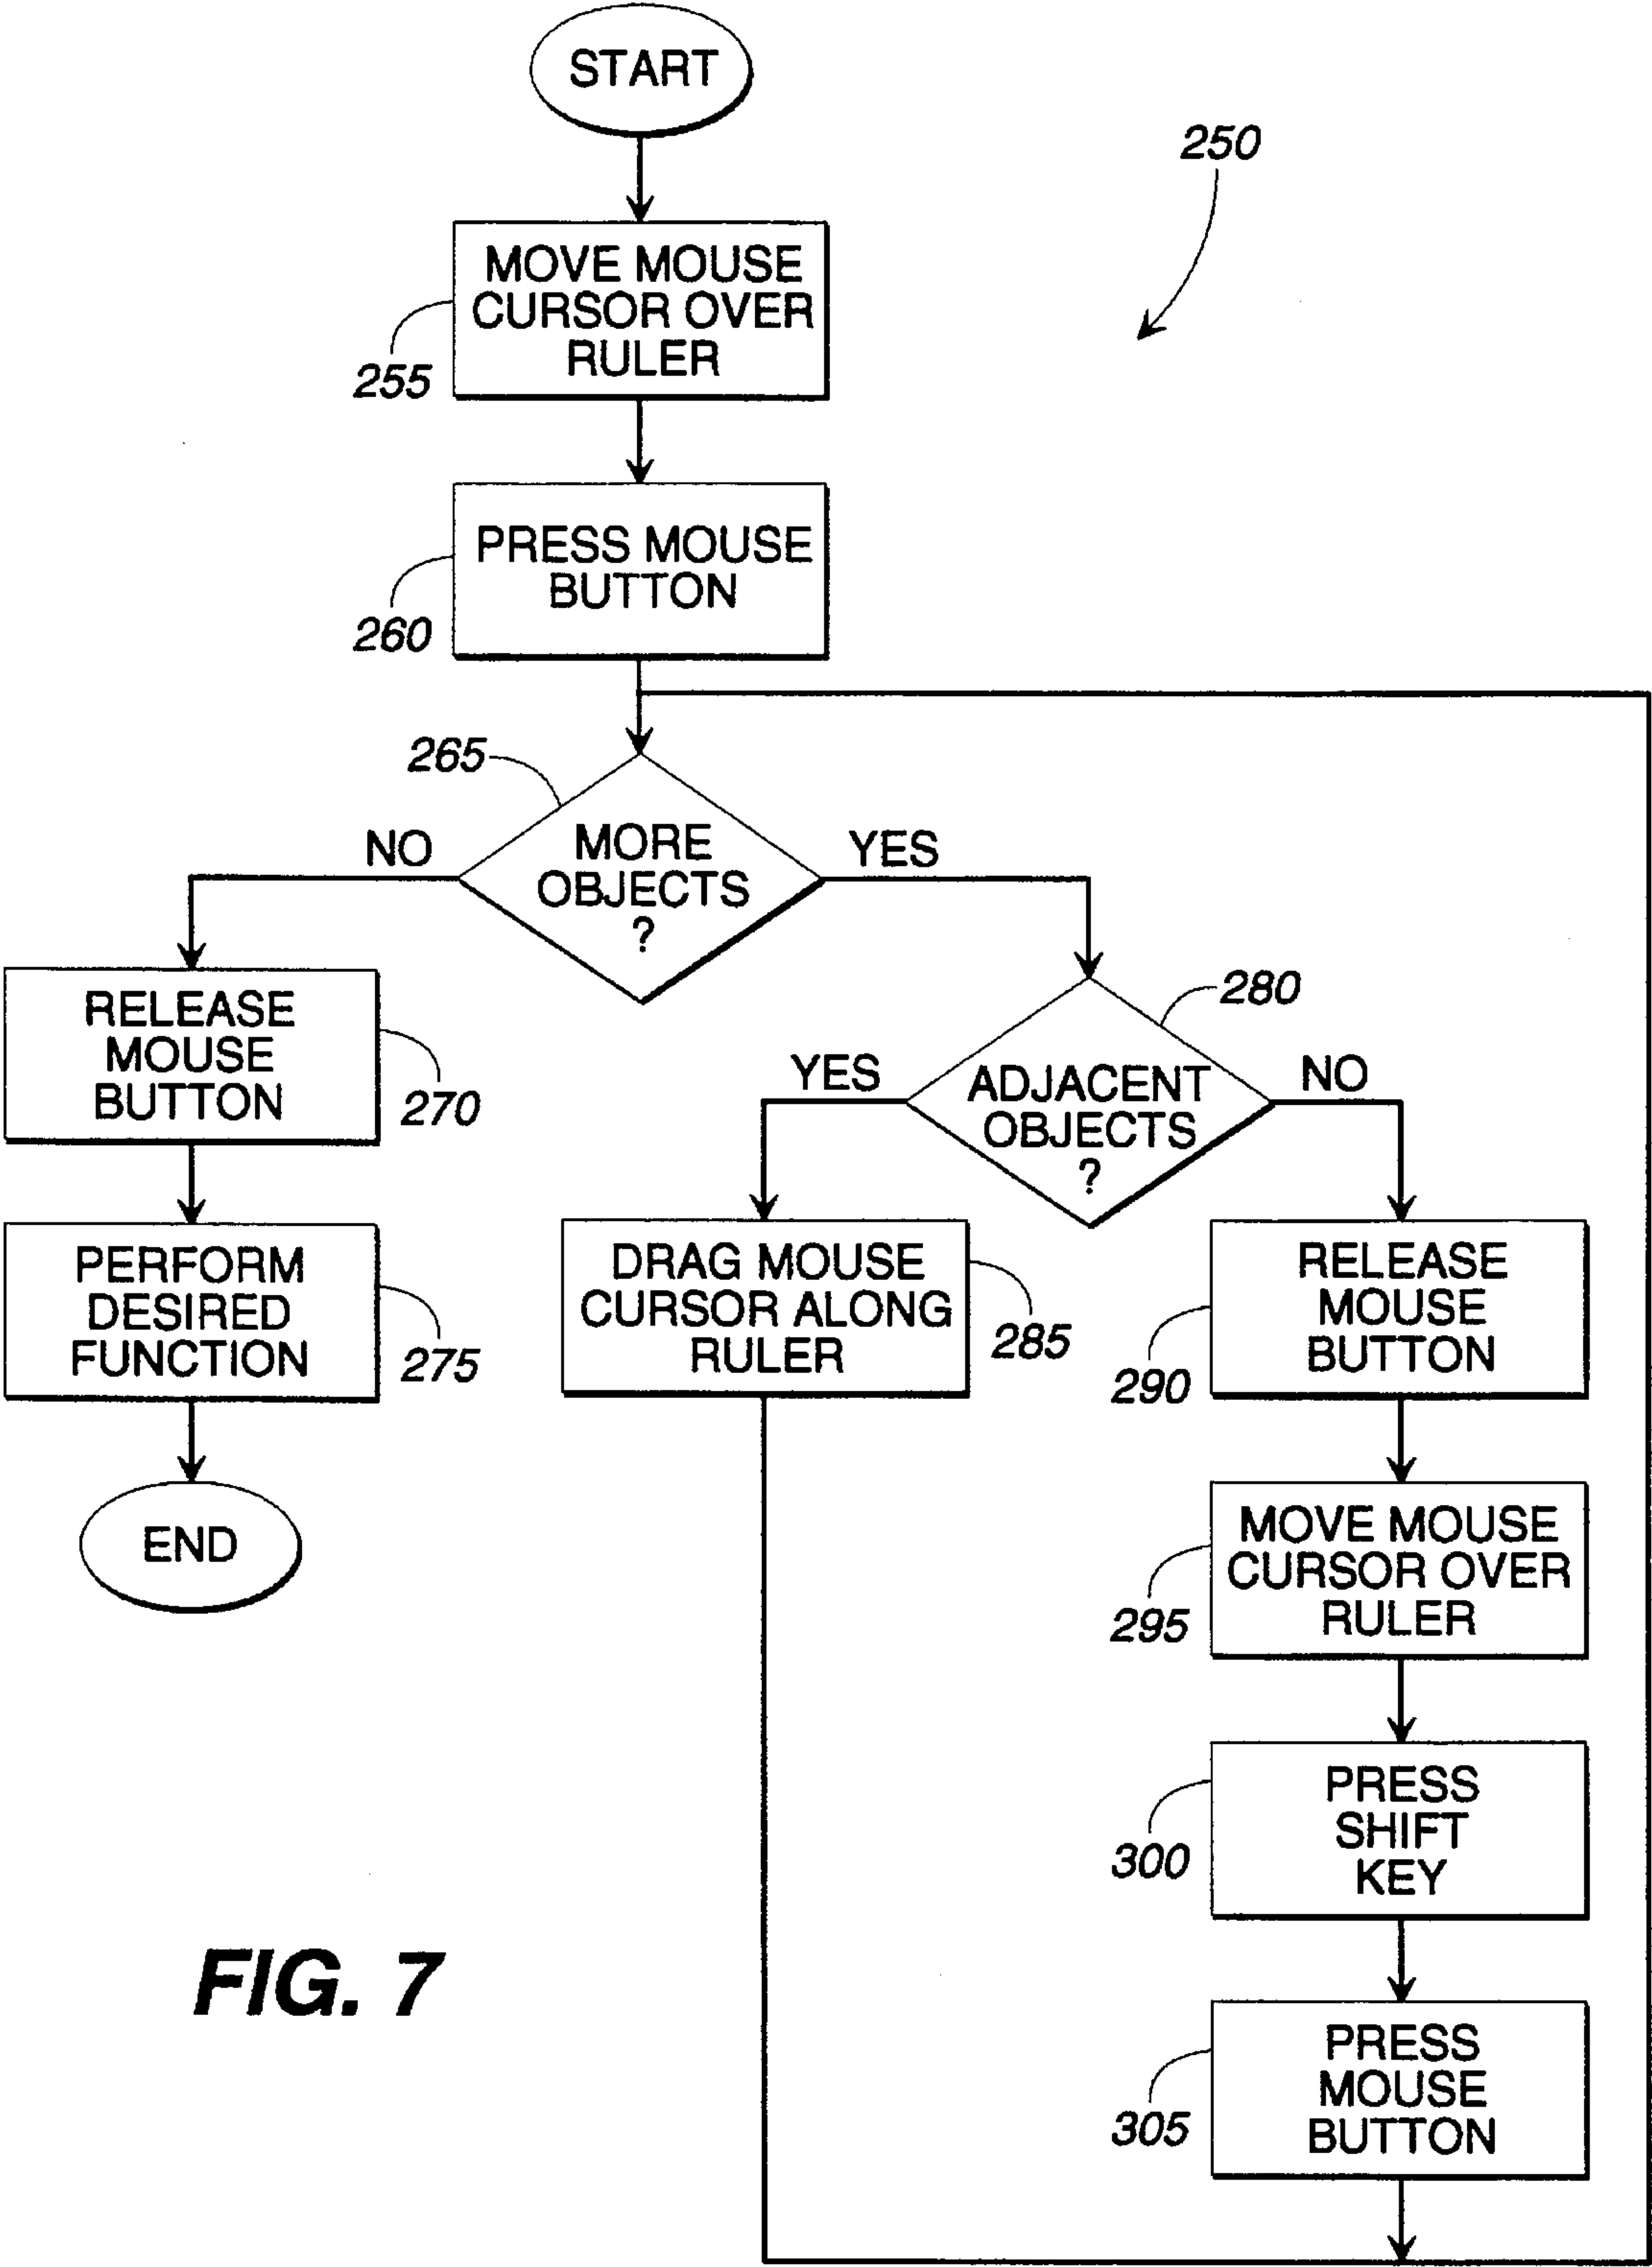 START
250
MOVE MOUSE
CURSOR OVER
RULER
255
PRESS MOUSE
BUTTON
260
265
MORE
OBJECTS
?
NO
YES
RELEASE
MOUSE
BUTTON
270
PERFORM
DESIRED
FUNCTION
275
END
280
ADJACENT
OBJECTS
?
YES
NO
DRAG MOUSE
CURSOR ALONG
RULER
285
RELEASE
MOUSE
BUTTON
290
MOVE MOUSE
CURSOR OVER
RULER
295
PRESS
SHIFT
KEY
300
PRESS
MOUSE
BUTTON
305
FIG. 7